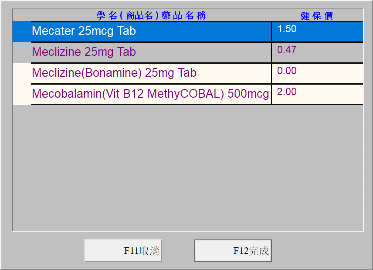 學名(商品名)藥品名稱 健保價
Mecater 25mcg Tab 1.50
Meclizine 25mg Tab 0.47
Meclizine(Bonamine) 25mg Tab 0.00
Mecobalamin(Vit B12 MethyCOBAL) 500mcg 2.00
F11取消 F12完成